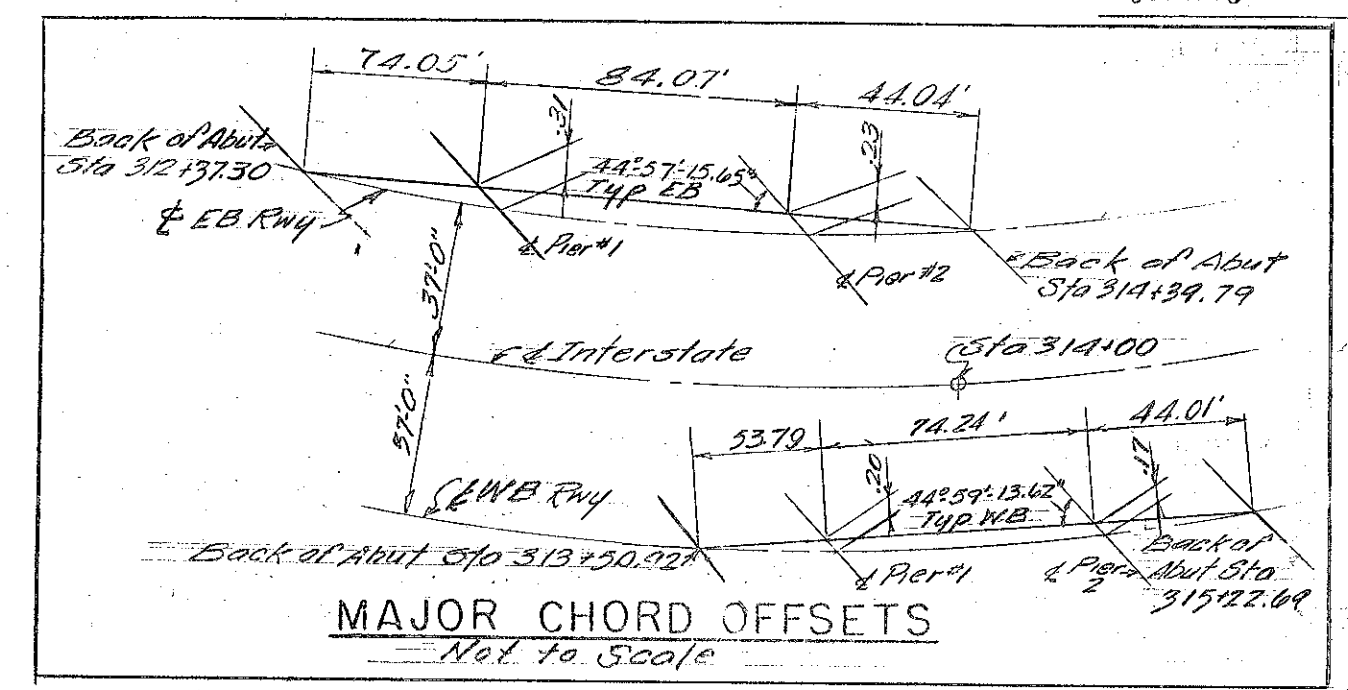 74.05'
84.07'
44.04'
.31
.23
Back of Abut
Sta 312+37.30
44°-57'-15.65"
Typ EB
℄ EB Rwy
℄ Pier #1
℄ Pier #2
Back of Abut
Sta 314+39.79
37'-0"
℄ Interstate
Sta 314+00
57'-0"
53.79
74.24'
44.01'
.20
.17
℄ WB Rwy
44°-59'-13.62"
Typ WB
Back of Abut Sta 313+50.92
℄ Pier #1
℄ Pier
2
Back of
Abut Sta
315+22.69
MAJOR CHORD OFFSETS
Not to Scale